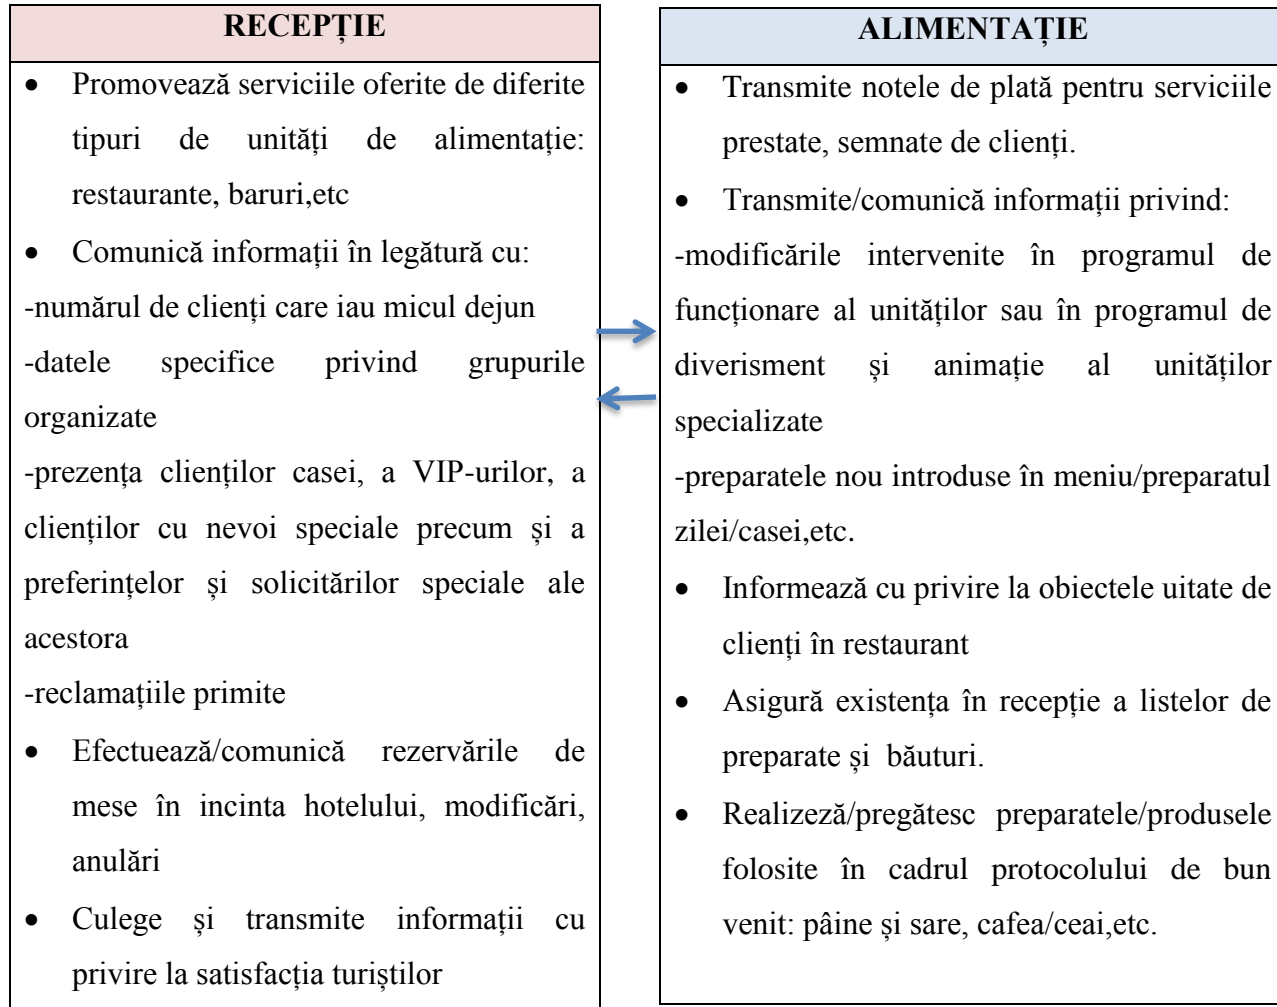 RECEPȚIE
• Promovează serviciile oferite de diferite
tipuri de unități de alimentație:
restaurante, baruri,etc
• Comunică informații în legătură cu:
-numărul de clienți care iau micul dejun
-datele specifice privind grupurile
organizate
-prezența clienților casei, a VIP-urilor, a
clienților cu nevoi speciale precum și a
preferințelor și solicitărilor speciale ale
acestora
-reclamațiile primite
• Efectuează/comunică rezervările de
mese în incinta hotelului, modificări,
anulări
• Culege și transmite informații cu
privire la satisfacția turiștilor
ALIMENTAȚIE
• Transmite notele de plată pentru serviciile
prestate, semnate de clienți.
• Transmite/comunică informații privind:
-modificările intervenite în programul de
funcționare al unităților sau în programul de
diverisment și animație al unităților
specializate
-preparatele nou introduse în meniu/preparatul
zilei/casei,etc.
• Informează cu privire la obiectele uitate de
clienți în restaurant
• Asigură existența în recepție a listelor de
preparate și băuturi.
• Realizeză/pregătesc preparatele/produsele
folosite în cadrul protocolului de bun
venit: pâine și sare, cafea/ceai,etc.